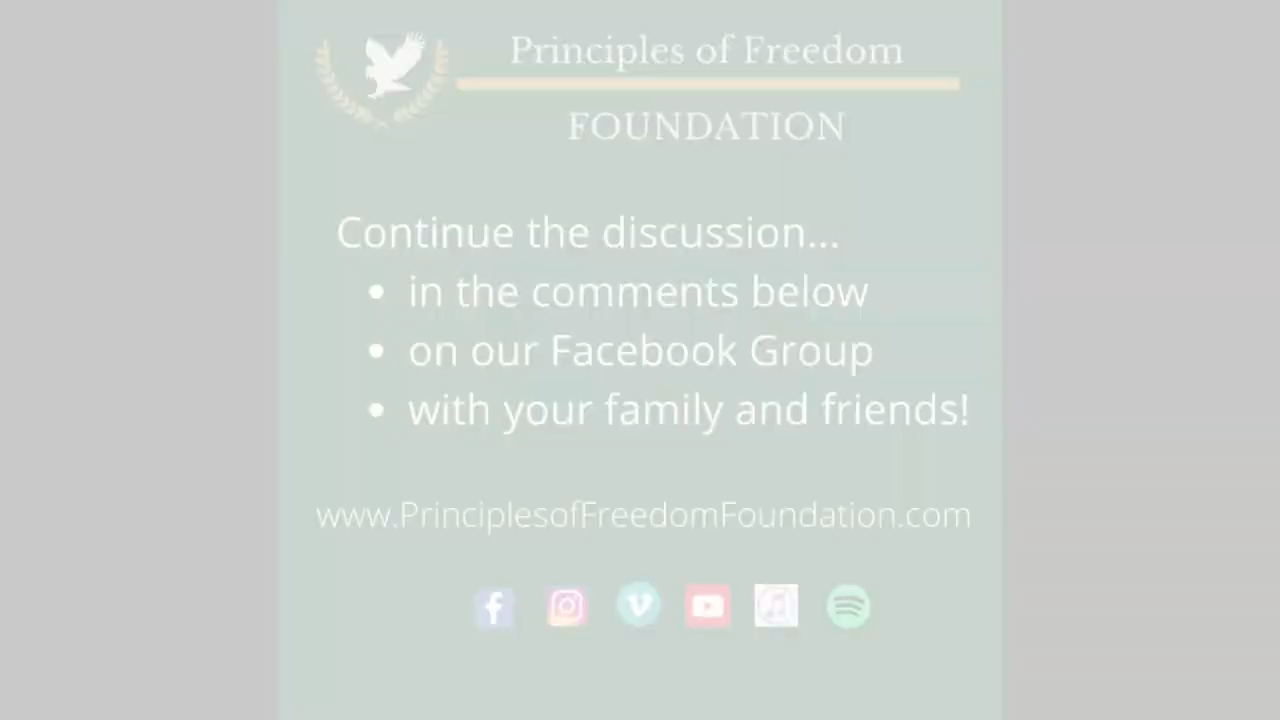 Principles of Freedom
FOUNDATION
Continue the discussion...
• in the comments below
• on our Facebook Group
• with your family and friends!
www.PrinciplesofFreedomFoundation.com